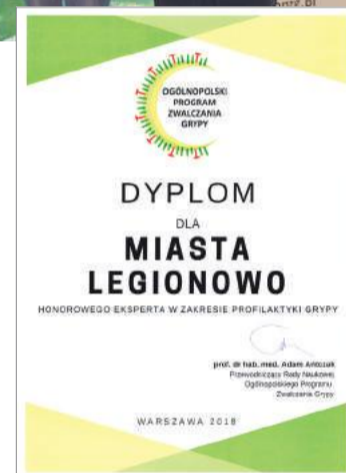 OGÓLNOPOLSKI
PROGRAM
ZWALCZANIA
GRYPY
DYPLOM
DLA
MIASTA
LEGIONOWO
HONOROWEGO EKSPERTA W ZAKRESIE PROFILAKTYKI GRYPY
prof. dr hab. med. Adam Antczak
Przewodniczący Rady Naukowej
Ogólnopolskiego Programu
Zwalczania Grypy
WARSZAWA 2018